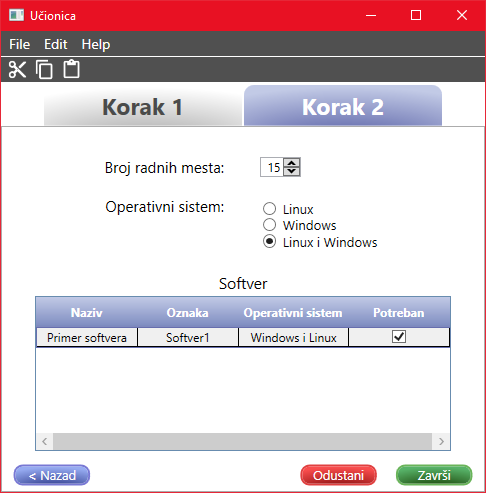 Učionica
File Edit Help
Korak 1 Korak 2
Broj radnih mesta: 15
Operativni sistem: Linux
Windows
Linux i Windows
Softver
Naziv Oznaka Operativni sistem Potreban
Primer softvera Softver1 Windows i Linux
< Nazad Odustani Završi